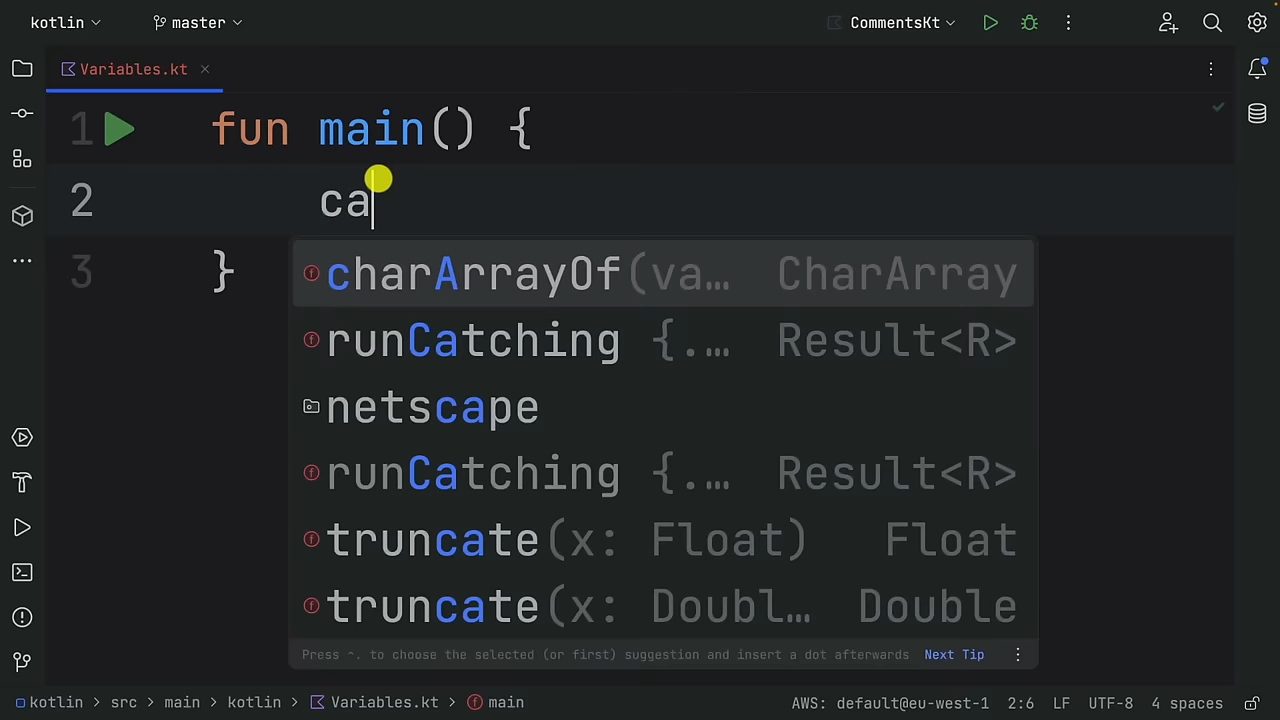 kotlin master CommentsKt
Variables.kt
1 fun main() {
2 ca
3 }
charArrayOf(va… CharArray
runCatching {.… Result<R>
netscape
runCatching {.… Result<R>
truncate(x: Float) Float
truncate(x: Doubl… Double
Press ^. to choose the selected (or first) suggestion and insert a dot afterwards Next Tip
kotlin > src > main > kotlin > Variables.kt > main AWS: default@eu-west-1 2:6 LF UTF-8 4 spaces